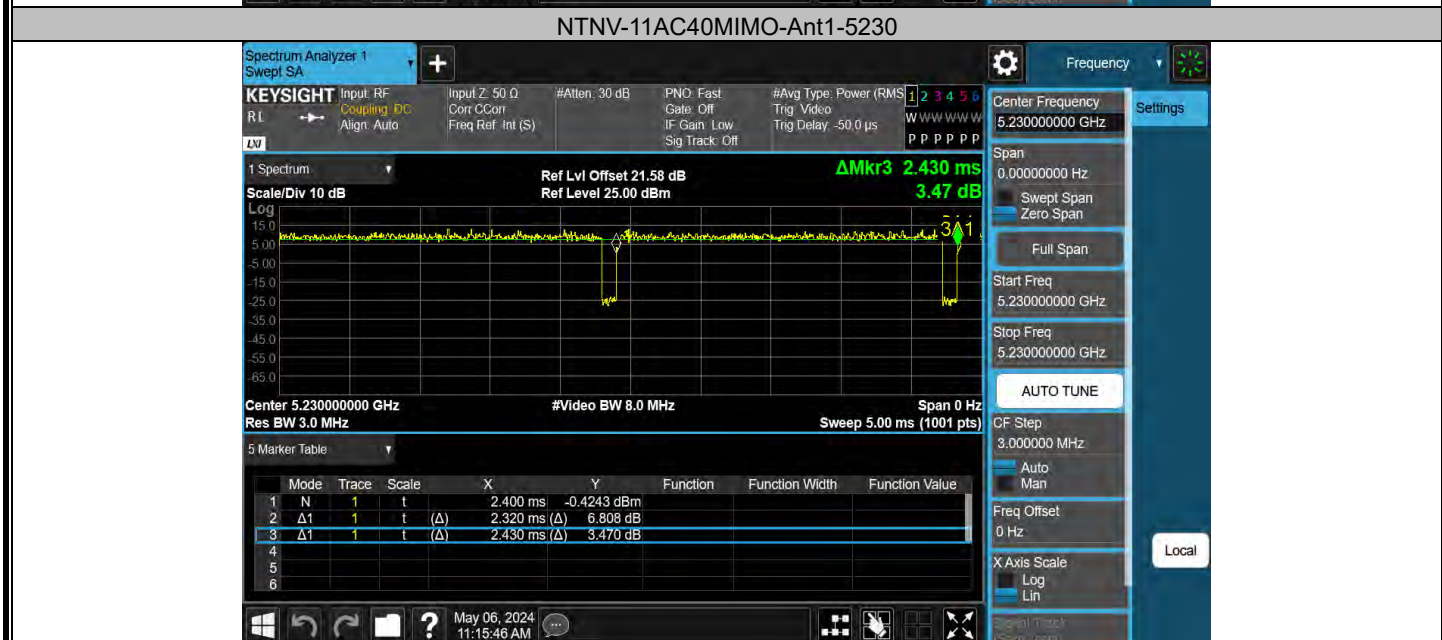 NTNV-11AC40MIMO-Ant1-5230
Spectrum Analyzer 1
Swept SA
Frequency
KEYSIGHT
RL
LXI
Input: RF
Coupling: DC
Align: Auto
Input Z: 50 Ω
Corr CCorr
Freq Ref: Int (S)
#Atten: 30 dB
PNO: Fast
Gate: Off
IF Gain: Low
Sig Track: Off
#Avg Type: Power (RMS
Trig: Video
Trig Delay: -50.0 µs
1 2 3 4 5 6
W W W W W W
P P P P P P
Center Frequency
5.230000000 GHz
Settings
1 Spectrum
Scale/Div 10 dB
Ref Lvl Offset 21.58 dB
Ref Level 25.00 dBm
ΔMkr3 2.430 ms
3.47 dB
Log
15.0
5.00
-5.00
-15.0
-25.0
-35.0
-45.0
-55.0
-65.0
3Δ1
Center 5.230000000 GHz
Res BW 3.0 MHz
#Video BW 8.0 MHz
Span 0 Hz
Sweep 5.00 ms (1001 pts)
Span
0.00000000 Hz
Swept Span
Zero Span
Full Span
Start Freq
5.230000000 GHz
Stop Freq
5.230000000 GHz
AUTO TUNE
CF Step
3.000000 MHz
Auto
Man
Freq Offset
0 Hz
X Axis Scale
Log
Lin
Signal Track
Local
5 Marker Table
Mode Trace Scale X Y Function Function Width Function Value
1 N 1 t 2.400 ms -0.4243 dBm
2 Δ1 1 t (Δ) 2.320 ms (Δ) 6.808 dB
3 Δ1 1 t (Δ) 2.430 ms (Δ) 3.470 dB
4
5
6
?
May 06, 2024
11:15:46 AM